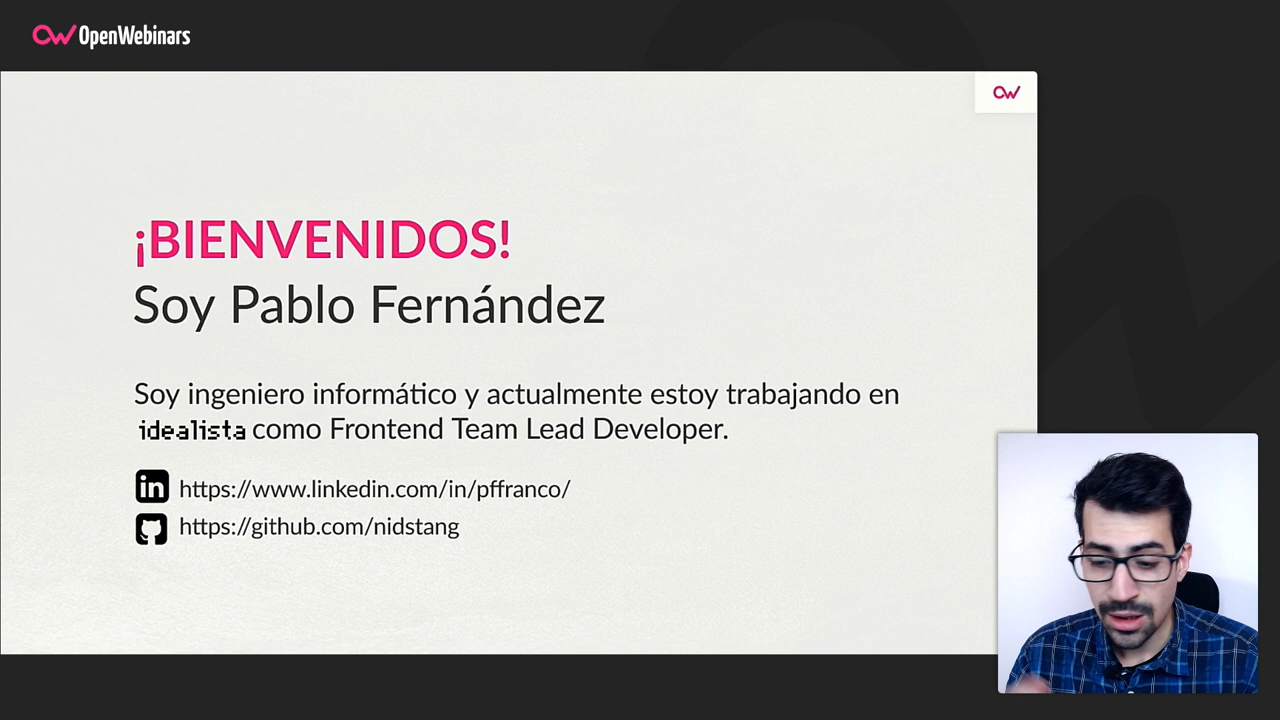 OpenWebinars
¡BIENVENIDOS!
Soy Pablo Fernández
Soy ingeniero informático y actualmente estoy trabajando en
idealista como Frontend Team Lead Developer.
in https://www.linkedin.com/in/pffranco/
https://github.com/nidstang